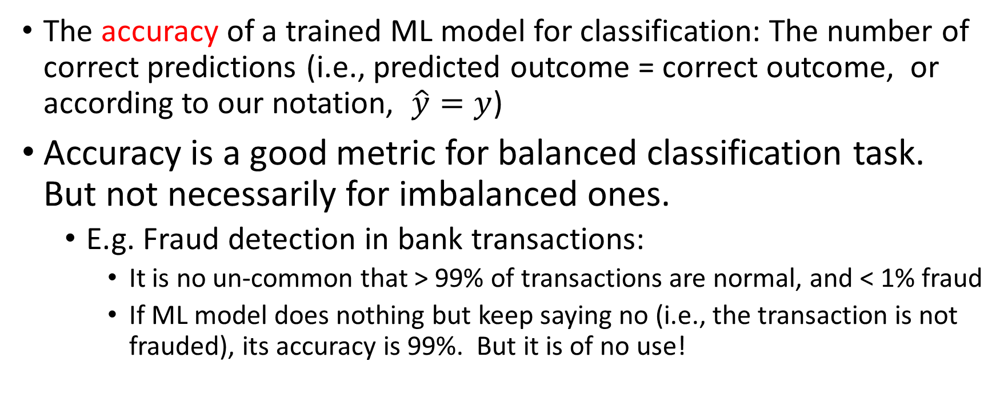 • The accuracy of a trained ML model for classification: The number of
correct predictions (i.e., predicted outcome = correct outcome,  or
according to our notation,  ŷ = y)
• Accuracy is a good metric for balanced classification task.
But not necessarily for imbalanced ones.
• E.g. Fraud detection in bank transactions:
• It is no un-common that > 99% of transactions are normal, and < 1% fraud
• If ML model does nothing but keep saying no (i.e., the transaction is not
frauded), its accuracy is 99%.  But it is of no use!